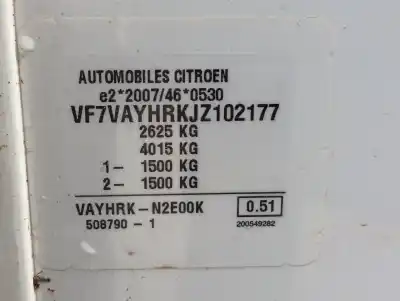 AUTOMOBILES CITROEN
e2*2007/46*0530
VF7VAYHRKJZ102177
2625 KG
4015 KG
1- 1500 KG
2- 1500 KG
VAYHRK-N2E00K 0.51
508790-1 200549282